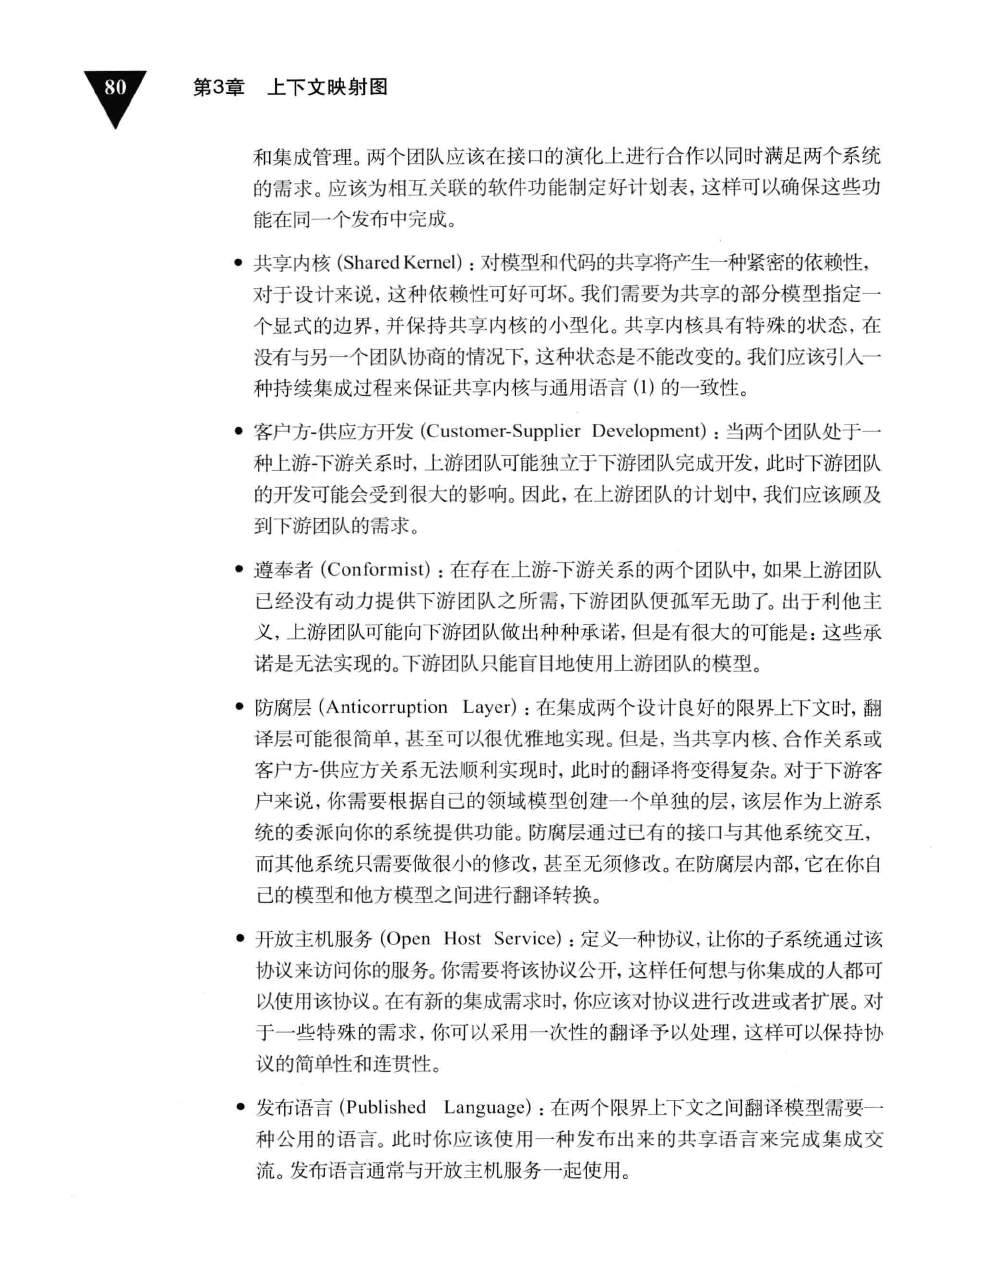 80
第3章 上下文映射图
和集成管理。两个团队应该在接口的演化上进行合作以同时满足两个系统
的需求。应该为相互关联的软件功能制定好计划表，这样可以确保这些功
能在同一个发布中完成。
• 共享内核 (Shared Kernel)：对模型和代码的共享将产生一种紧密的依赖性，
对于设计来说，这种依赖性可好可坏。我们需要为共享的部分模型指定一
个显式的边界，并保持共享内核的小型化。共享内核具有特殊的状态，在
没有与另一个团队协商的情况下，这种状态是不能改变的。我们应该引入一
种持续集成过程来保证共享内核与通用语言 (1) 的一致性。
• 客户方-供应方开发 (Customer-Supplier Development)：当两个团队处于一
种上游-下游关系时，上游团队可能独立于下游团队完成开发，此时下游团队
的开发可能会受到很大的影响。因此，在上游团队的计划中，我们应该顾及
到下游团队的需求。
• 遵奉者 (Conformist)：在存在上游-下游关系的两个团队中，如果上游团队
已经没有动力提供下游团队之所需，下游团队便孤军无助了。出于利他主
义，上游团队可能向下游团队做出种种承诺，但是有很大的可能是：这些承
诺是无法实现的。下游团队只能盲目地使用上游团队的模型。
• 防腐层 (Anticorruption Layer)：在集成两个设计良好的限界上下文时，翻
译层可能很简单，甚至可以很优雅地实现。但是，当共享内核、合作关系或
客户方-供应方关系无法顺利实现时，此时的翻译将变得复杂。对于下游客
户来说，你需要根据自己的领域模型创建一个单独的层，该层作为上游系
统的委派向你的系统提供功能。防腐层通过已有的接口与其他系统交互，
而其他系统只需要做很小的修改，甚至无须修改。在防腐层内部，它在你自
己的模型和他方模型之间进行翻译转换。
• 开放主机服务 (Open Host Service)：定义一种协议，让你的子系统通过该
协议来访问你的服务。你需要将该协议公开，这样任何想与你集成的人都可
以使用该协议。在有新的集成需求时，你应该对协议进行改进或者扩展。对
于一些特殊的需求，你可以采用一次性的翻译予以处理，这样可以保持协
议的简单性和连贯性。
• 发布语言 (Published Language)：在两个限界上下文之间翻译模型需要一
种公用的语言。此时你应该使用一种发布出来的共享语言来完成集成交
流。发布语言通常与开放主机服务一起使用。